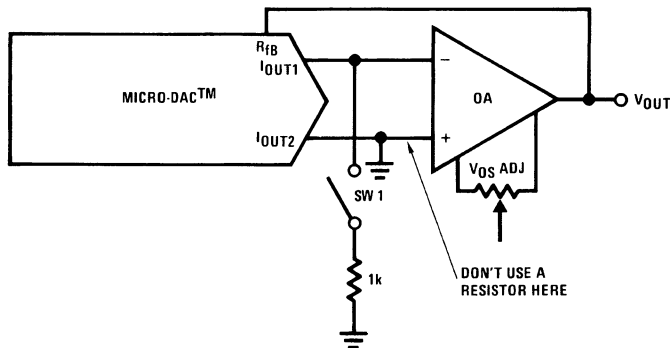 RfB
IOUT1
MICRO-DAC™
OA
VOUT
IOUT2
−
+
VOS ADJ
SW 1
1k
DON'T USE A
RESISTOR HERE